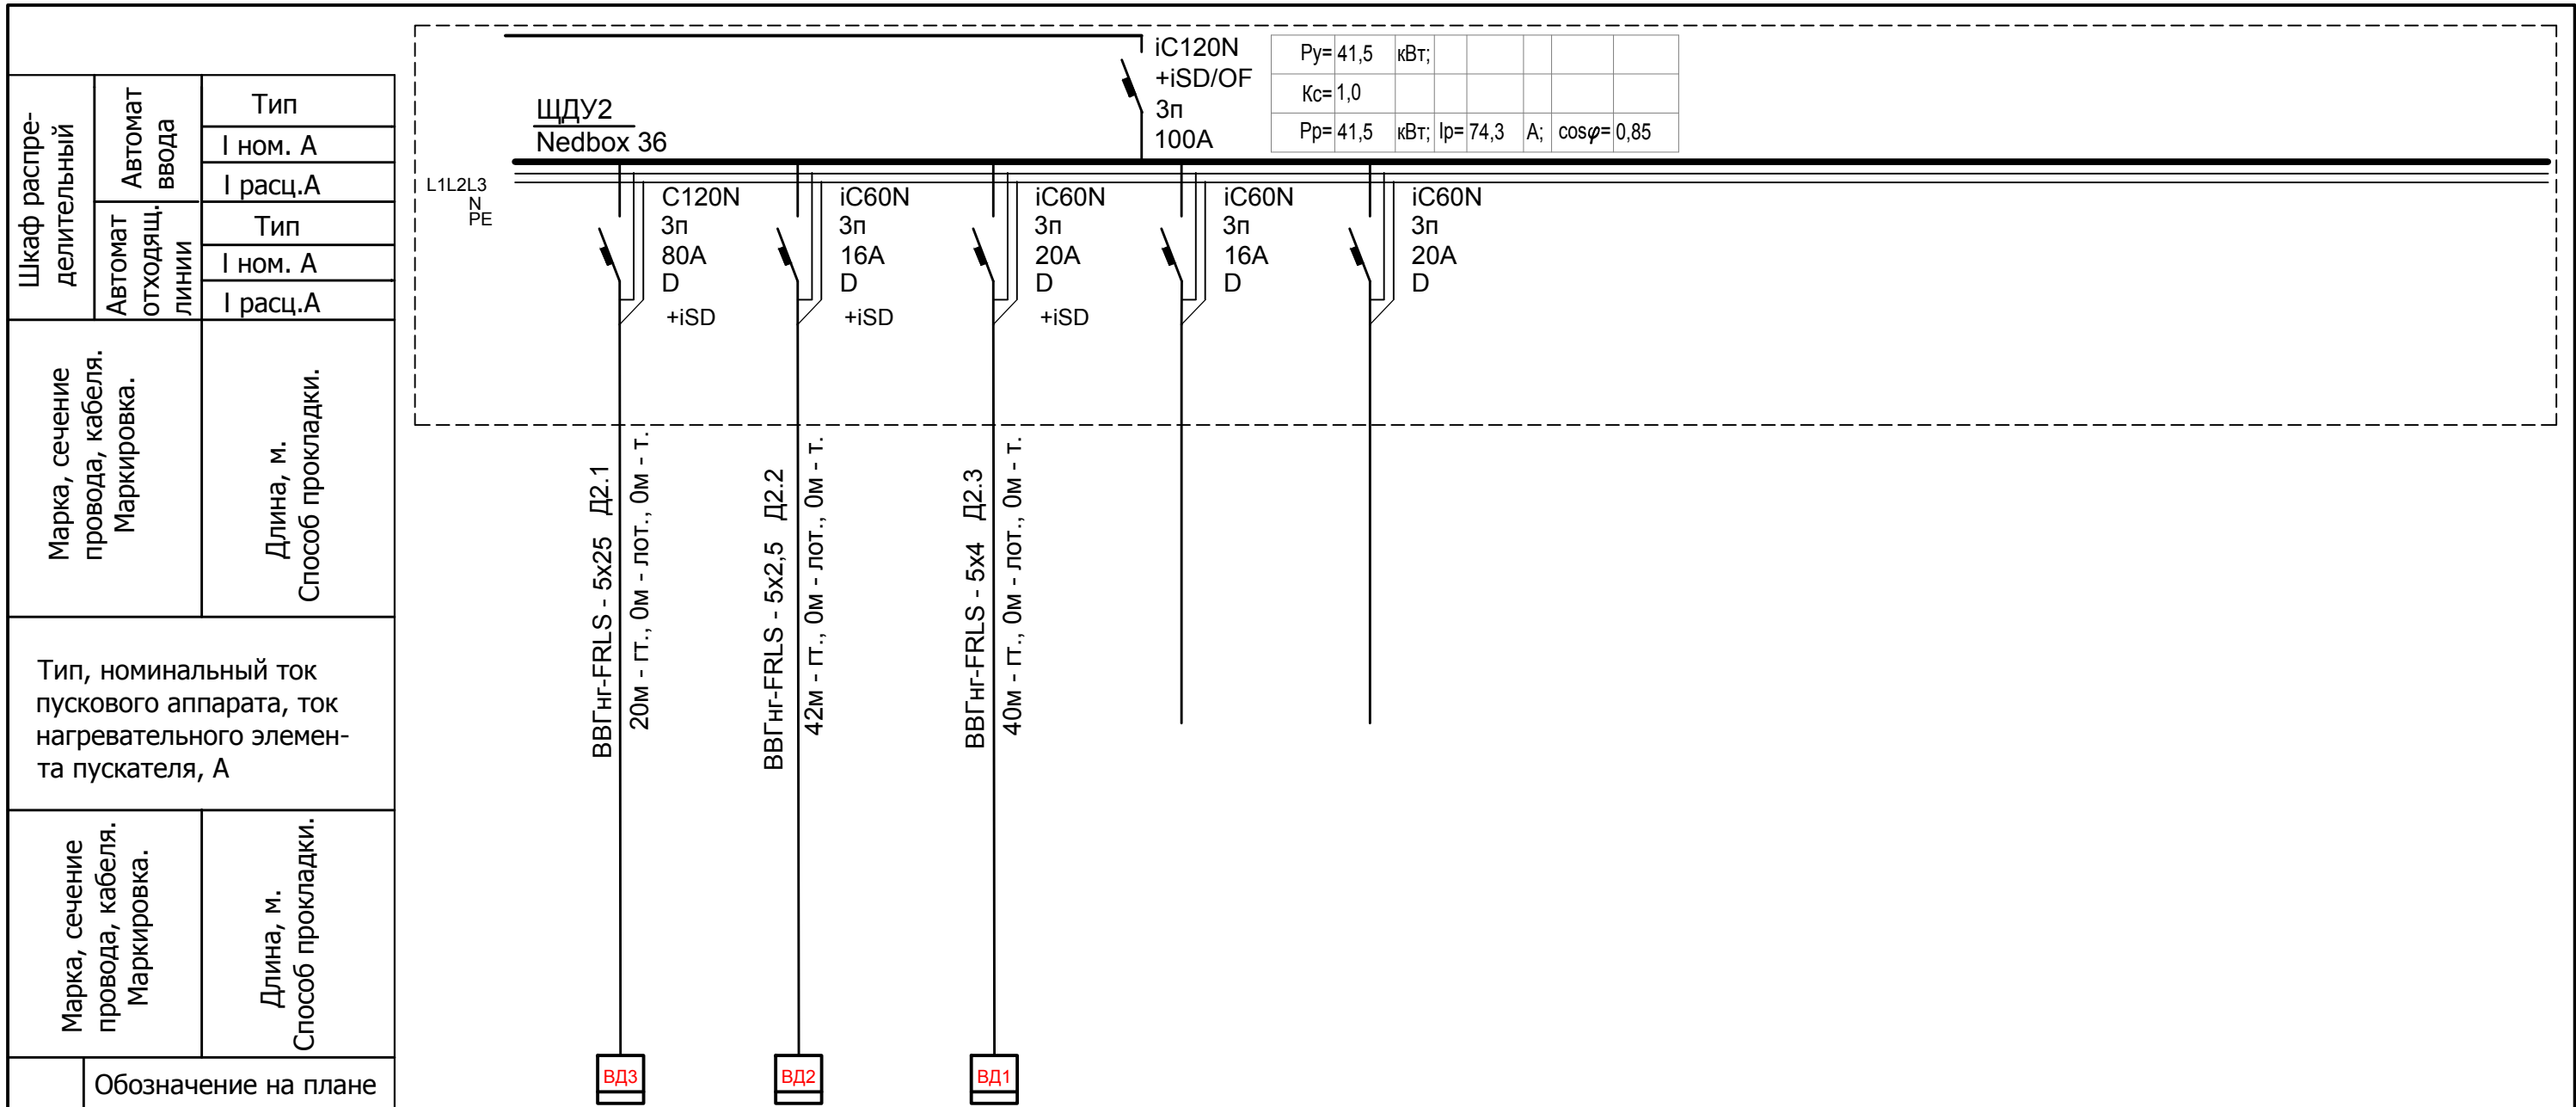 Шкаф распре-
делительный
Автомат
ввода
Тип
I ном. А
I расц.А
Автомат
отходящ.
линии
Тип
I ном. А
I расц.А
Марка, сечение
провода, кабеля.
Маркировка.
Длина, м.
Способ прокладки.
Тип, номинальный ток
пускового аппарата, ток
нагревательного элемен-
та пускателя, А
Марка, сечение
провода, кабеля.
Маркировка.
Длина, м.
Способ прокладки.
Обозначение на плане
ЩДУ2
Nedbox 36
iC120N
+iSD/OF
3п
100А
Ру= 41,5 кВт;
Кс= 1,0
Рр= 41,5 кВт; Iр= 74,3 А; cosφ= 0,85
L1L2L3
N
PE
C120N
3п
80А
D
+iSD
iC60N
3п
16А
D
+iSD
iC60N
3п
20А
D
+iSD
iC60N
3п
16А
D
iC60N
3п
20А
D
ВВГнг-FRLS - 5х25 Д2.1
20м - гт., 0м - лот., 0м - т.
ВВГнг-FRLS - 5х2,5 Д2.2
42м - гт., 0м - лот., 0м - т.
ВВГнг-FRLS - 5х4 Д2.3
40м - гт., 0м - лот., 0м - т.
ВД3
ВД2
ВД1